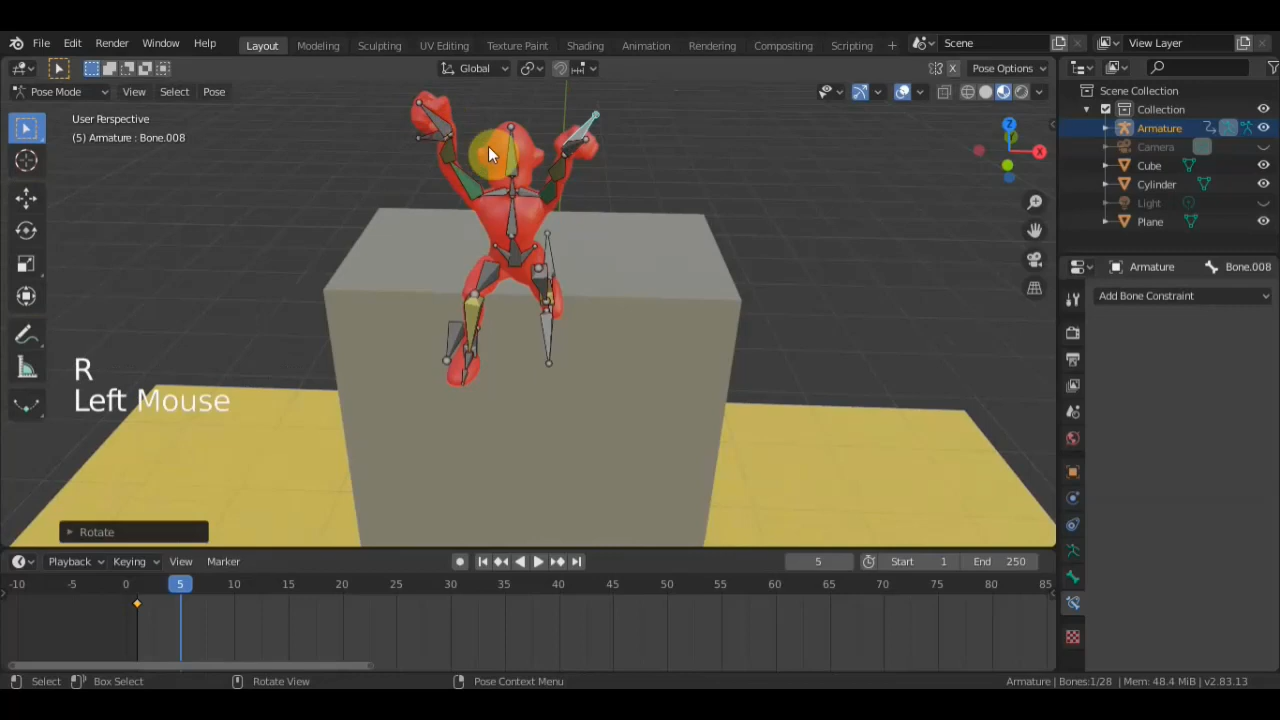 File Edit Render Window Help Layout Modeling Sculpting UV Editing Texture Paint Shading Animation Rendering Compositing Scripting + Scene View Layer
Global Pose Options
Pose Mode View Select Pose
Scene Collection
Collection
Armature
Camera
Cube
Cylinder
Light
Plane
User Perspective
(5) Armature : Bone.008
Z
X
R
Left Mouse
Rotate
Armature Bone.008
Add Bone Constraint
Playback Keying View Marker 5 Start 1 End 250
-10 -5 0 5 10 15 20 25 30 35 40 45 50 55 60 65 70 75 80 85
Select Box Select Rotate View Pose Context Menu Armature | Bones:1/28 | Mem: 48.4 MiB | v2.83.13